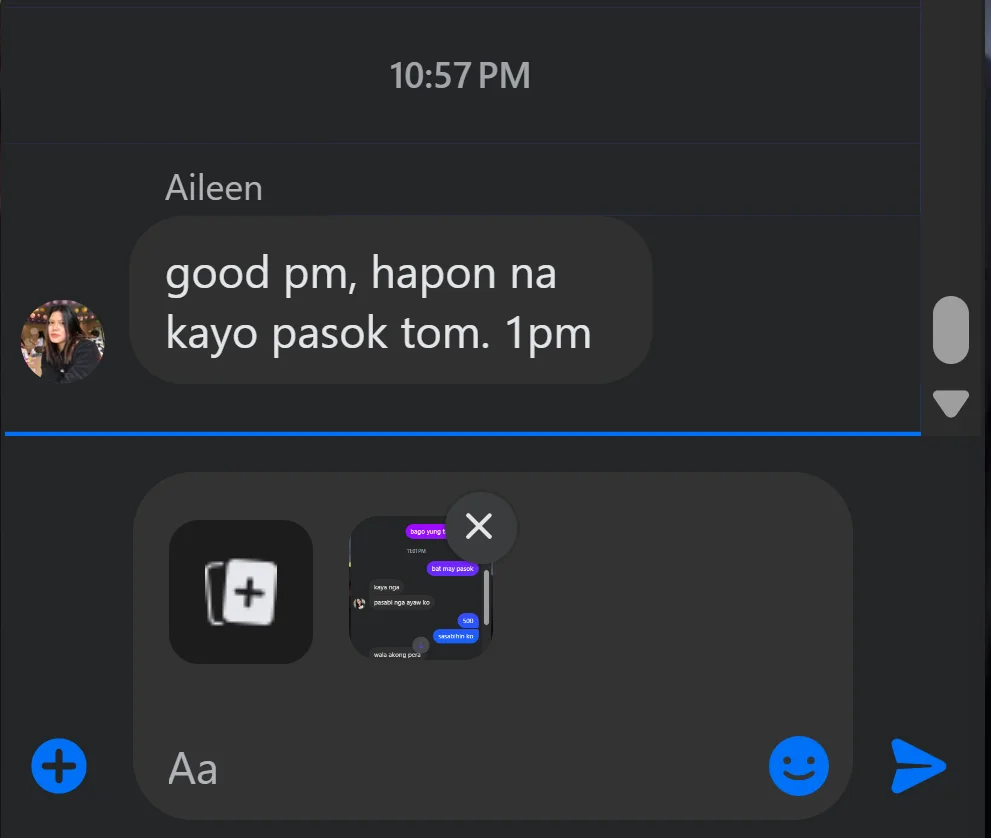 10:57 PM
Aileen
good pm, hapon na
kayo pasok tom. 1pm
bago yung t
11:01 PM
bat may pasok
kaya nga
pasabi nga ayaw ko
500
sasabihin ko
wala akong pera
Aa